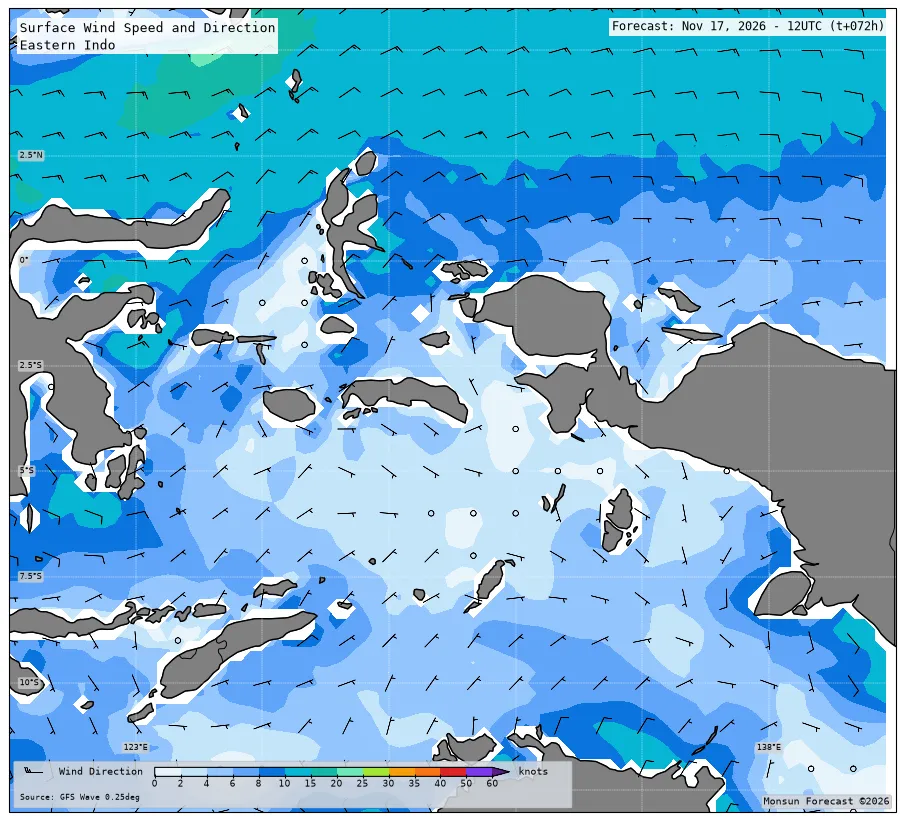 Surface Wind Speed and Direction
Eastern Indo
Forecast: Nov 17, 2026 - 12UTC (t+072h)
2.5°N
0°
2.5°S
5°S
7.5°S
10°S
123°E
138°E
Wind Direction
0 2 4 6 8 10 15 20 25 30 35 40 50 60
knots
Source: GFS Wave 0.25deg
Monsun Forecast ©2026